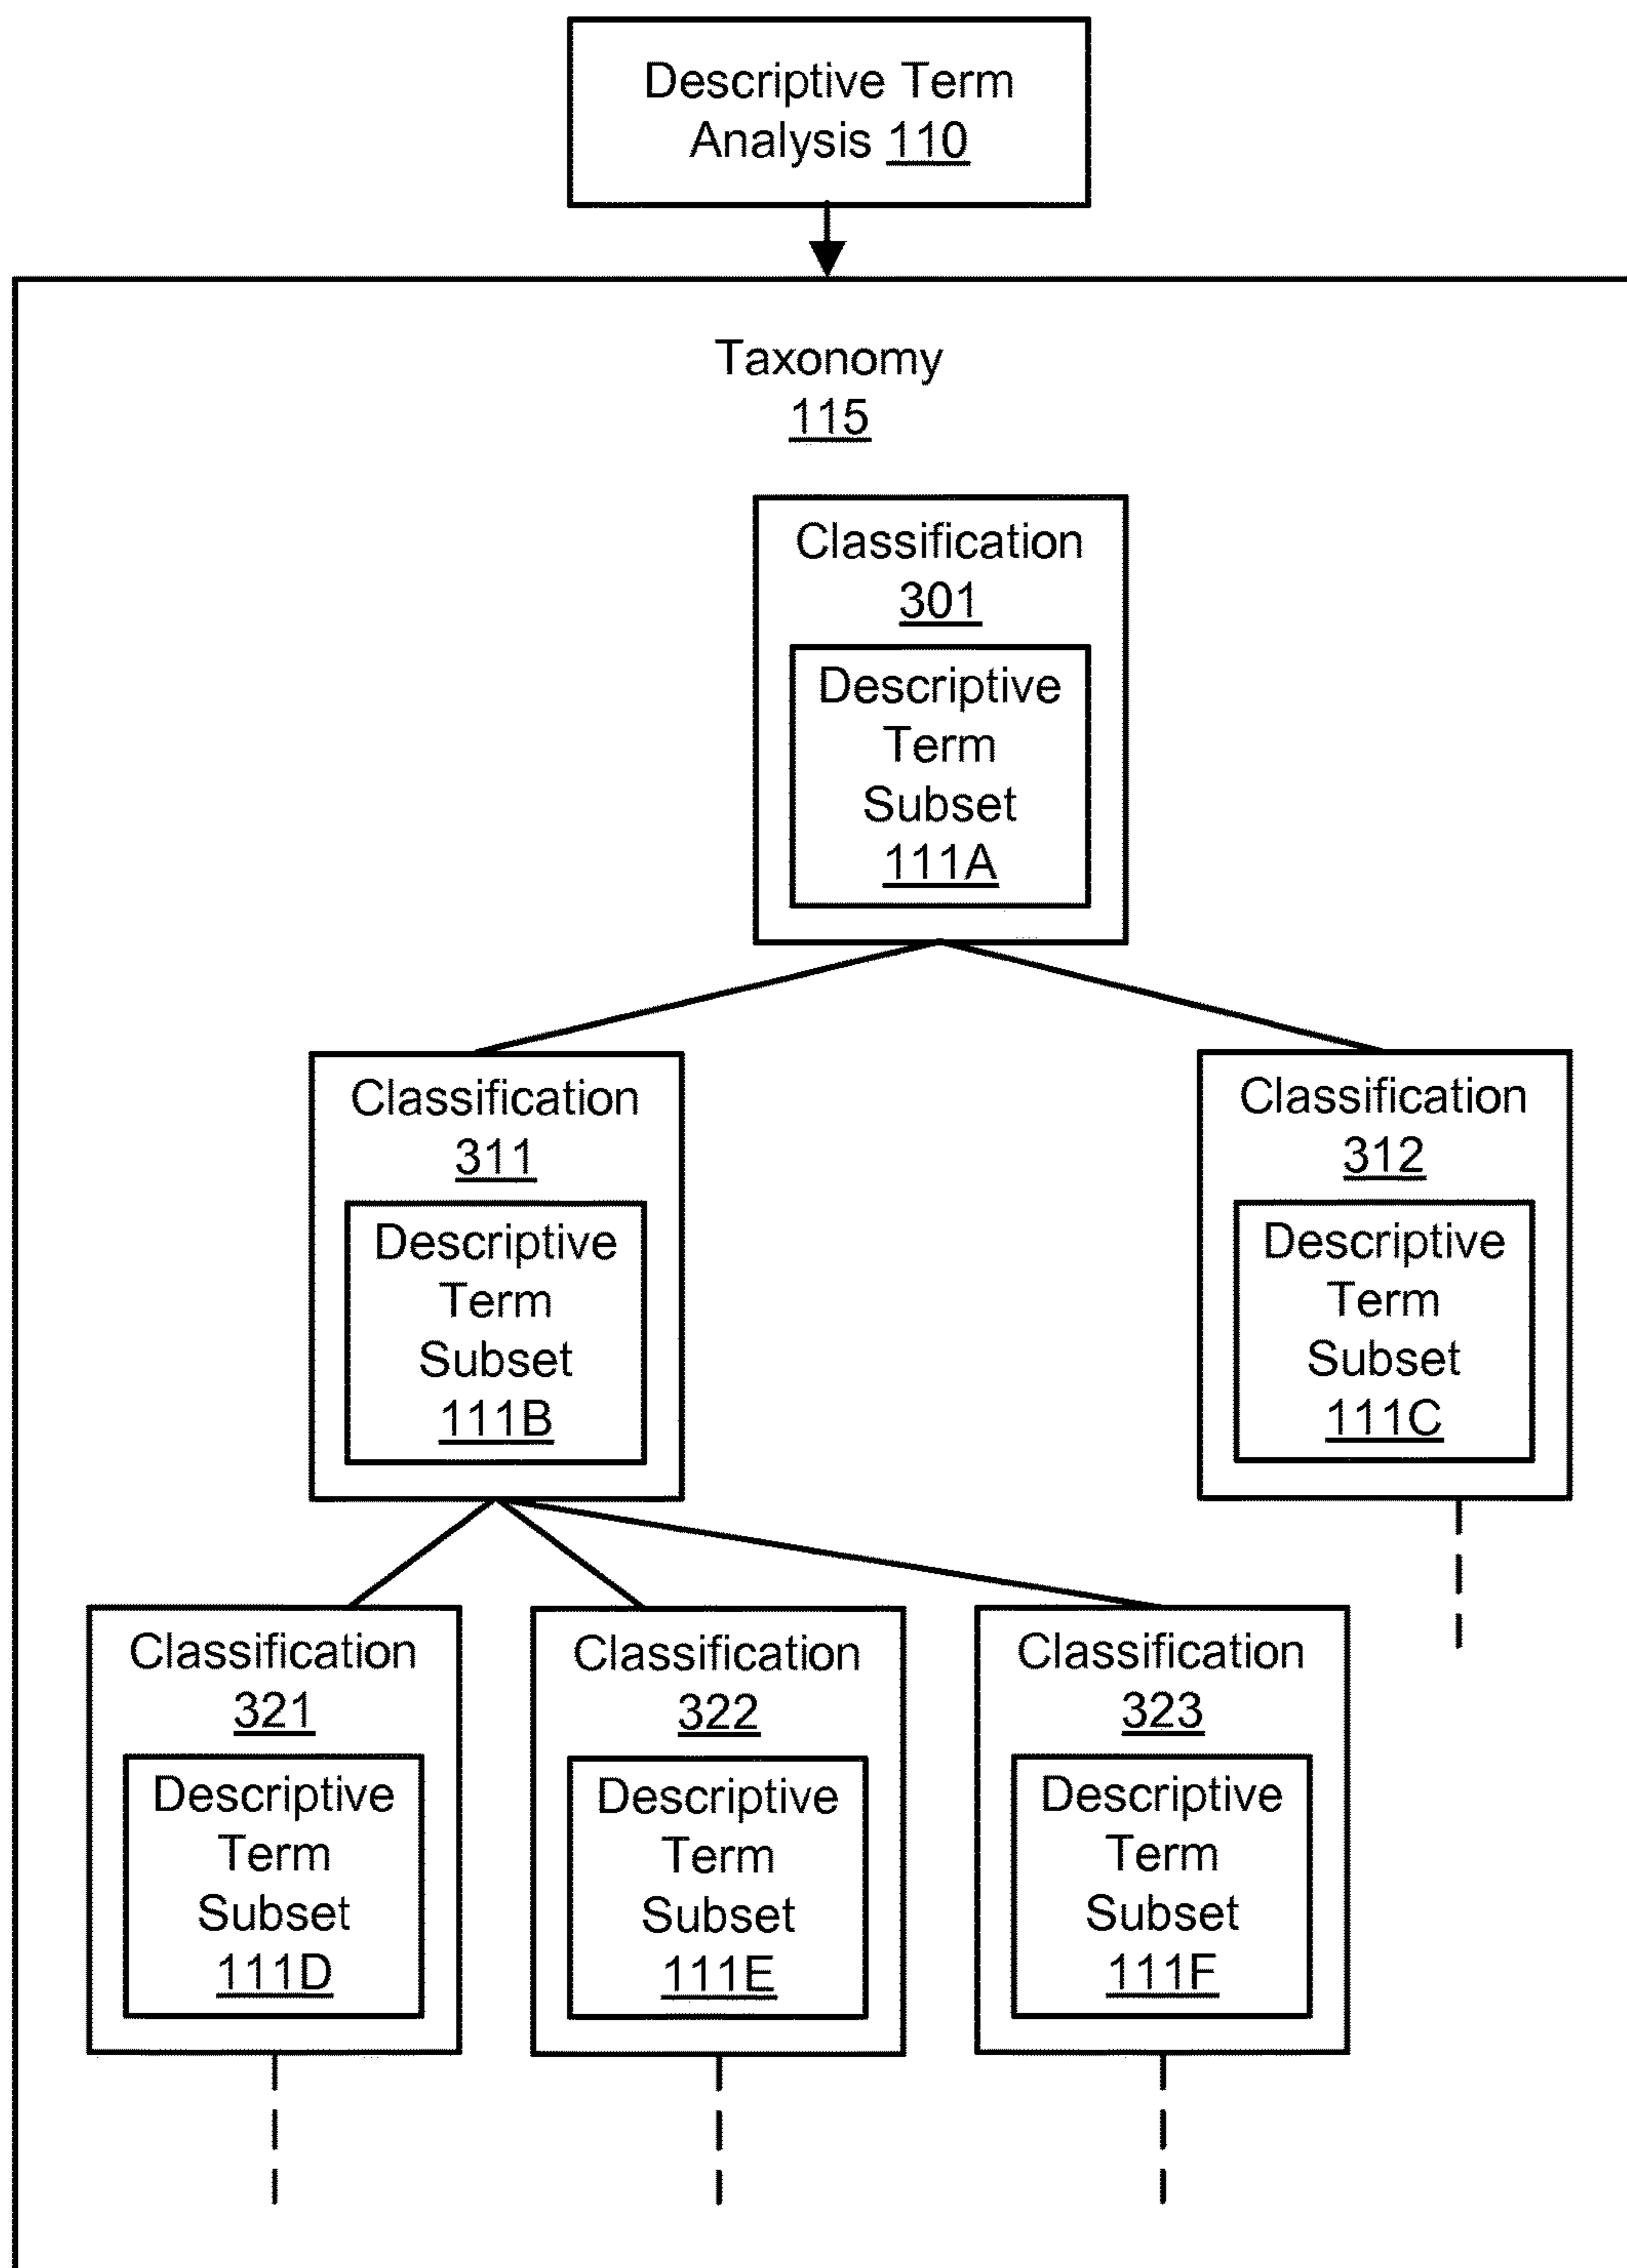 Descriptive Term
Analysis 110
Taxonomy
115
Classification
301
Descriptive
Term
Subset
111A
Classification
311
Descriptive
Term
Subset
111B
Classification
312
Descriptive
Term
Subset
111C
Classification
321
Descriptive
Term
Subset
111D
Classification
322
Descriptive
Term
Subset
111E
Classification
323
Descriptive
Term
Subset
111F